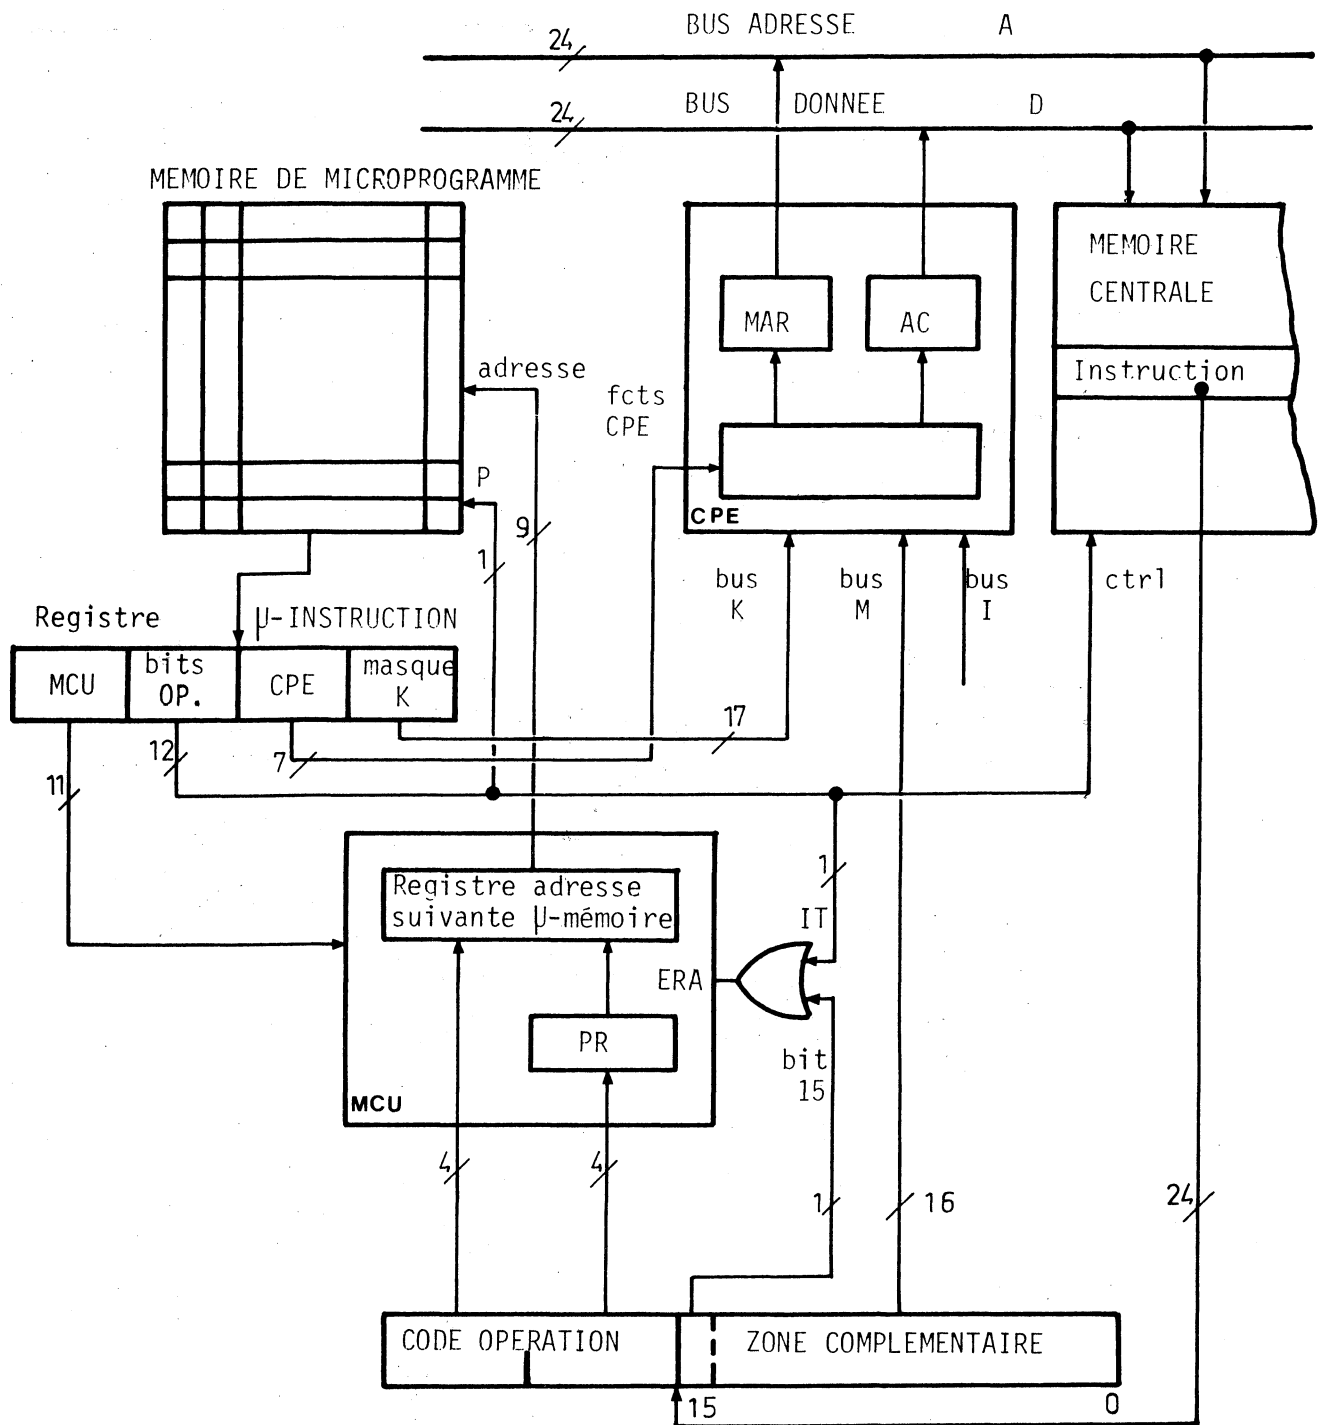 BUS ADRESSE A
24
BUS DONNEE D
24
MEMOIRE DE MICROPROGRAMME
MEMOIRE
CENTRALE
MAR
AC
adresse
Instruction
fcts
CPE
P
CPE
9
1
bus
K
bus
M
bus
I
ctrl
Registre
µ-INSTRUCTION
MCU
bits
OP.
CPE
masque
K
17
12
7
11
1
Registre adresse
suivante µ-mémoire
IT
ERA
PR
bit
15
MCU
4
4
1
16
24
CODE OPERATION
ZONE COMPLEMENTAIRE
15
0